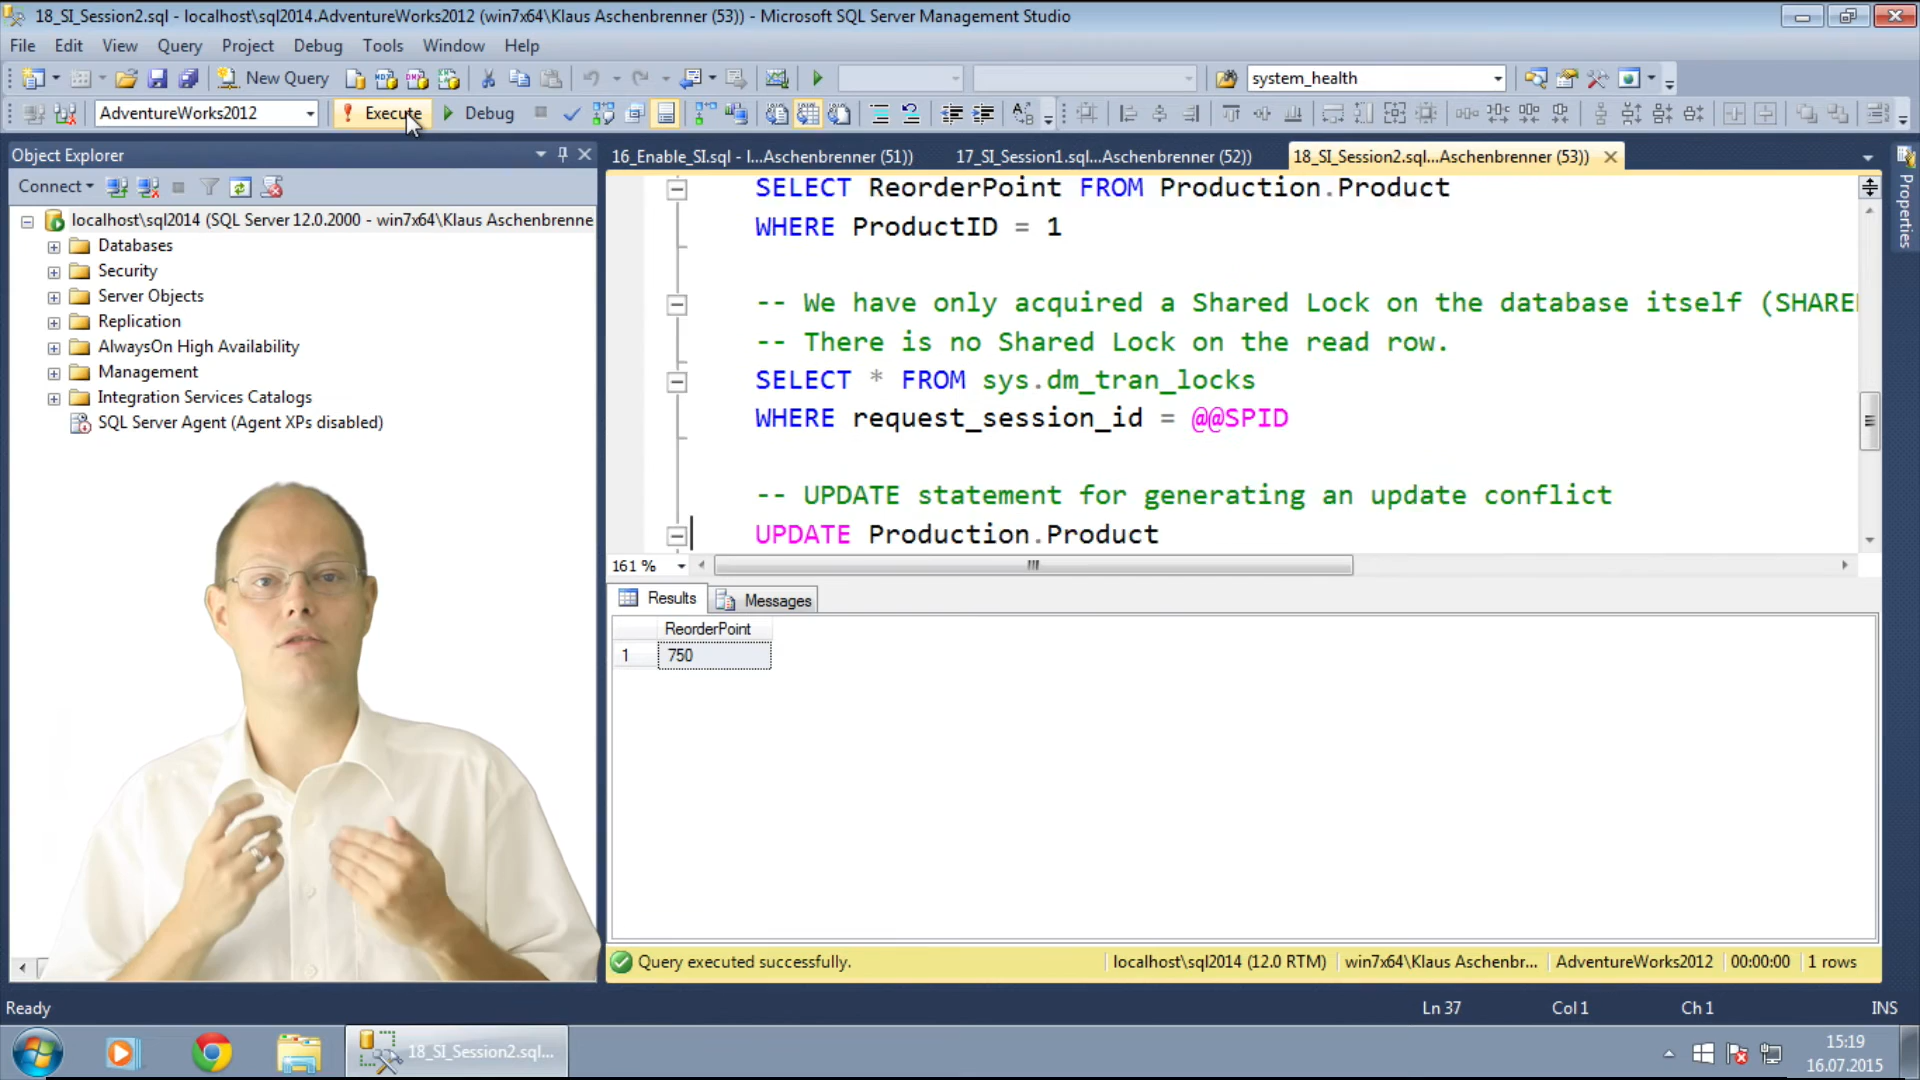 18_SI_Session2.sql - localhost\sql2014.AdventureWorks2012 (win7x64\Klaus Aschenbrenner (53)) - Microsoft SQL Server Management Studio
File Edit View Query Project Debug Tools Window Help
New Query system_health
AdventureWorks2012 Execute Debug
Object Explorer
Connect
localhost\sql2014 (SQL Server 12.0.2000 - win7x64\Klaus Aschenbrenne
Databases
Security
Server Objects
Replication
AlwaysOn High Availability
Management
Integration Services Catalogs
SQL Server Agent (Agent XPs disabled)
16_Enable_SI.sql - l...Aschenbrenner (51)) 17_SI_Session1.sql...Aschenbrenner (52)) 18_SI_Session2.sql...Aschenbrenner (53))
SELECT ReorderPoint FROM Production.Product
WHERE ProductID = 1
-- We have only acquired a Shared Lock on the database itself (SHARE
-- There is no Shared Lock on the read row.
SELECT * FROM sys.dm_tran_locks
WHERE request_session_id = @@SPID
-- UPDATE statement for generating an update conflict
UPDATE Production.Product
161 %
Results Messages
ReorderPoint
1 750
Query executed successfully. localhost\sql2014 (12.0 RTM) win7x64\Klaus Aschenbr... AdventureWorks2012 00:00:00 1 rows
Properties
Ready Ln 37 Col 1 Ch 1 INS
18_SI_Session2.sql...
15:19
16.07.2015